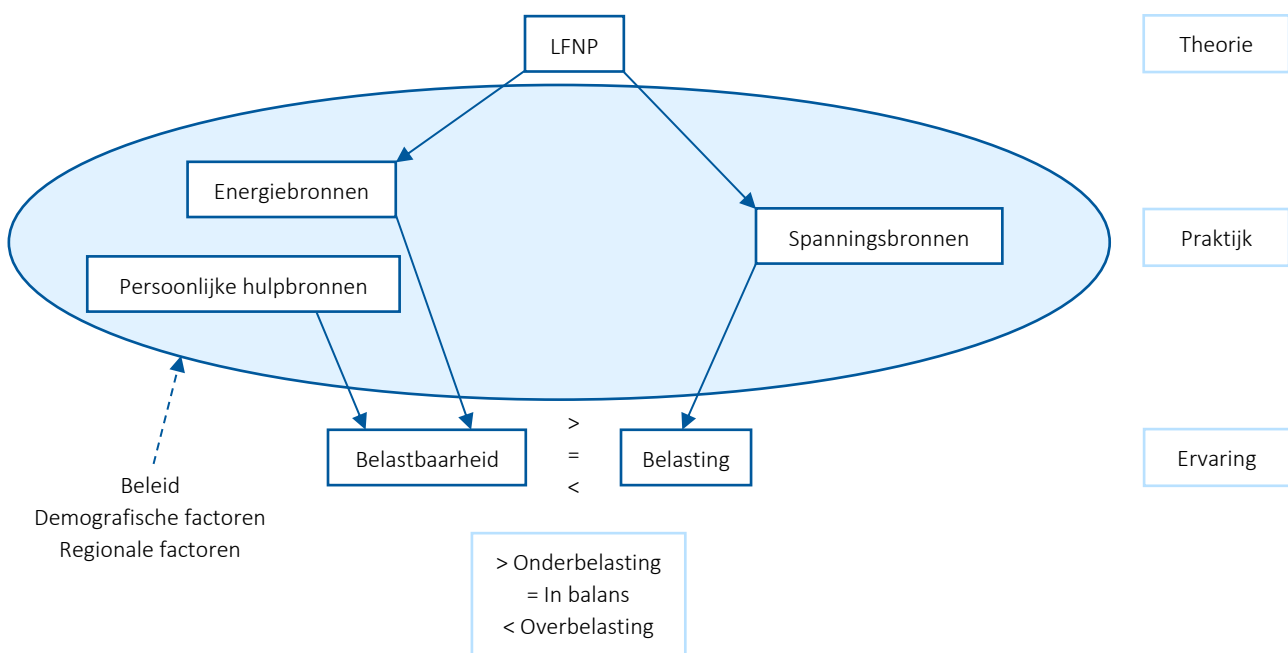 LFNP
Theorie
Energiebronnen
Spanningsbronnen
Praktijk
Persoonlijke hulpbronnen
Belastbaarheid
>
=
<
Belasting
Ervaring
Beleid
Demografische factoren
Regionale factoren
> Onderbelasting
= In balans
< Overbelasting